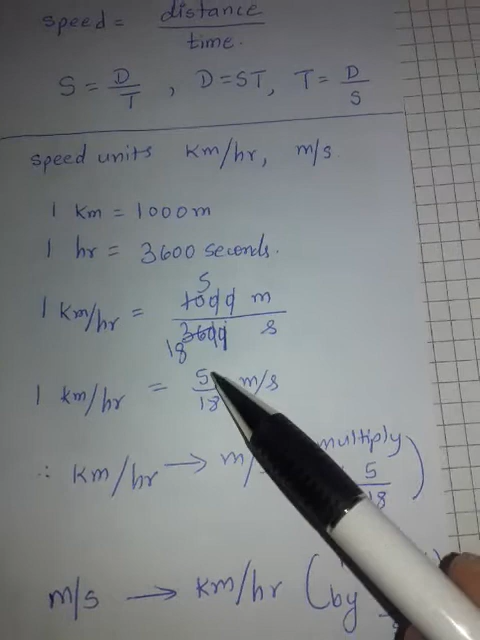 speed = distance / time.
S = D/T , D = ST, T = D/S
speed units km/hr, m/s.
1 km = 1000 m
1 hr = 3600 seconds.
5
1 km/hr = 1000 m / 3600 s
18
1 km/hr = 5/18 m/s
∴ km/hr → m/ multiply 5/18 )
m/s → km/hr ( by